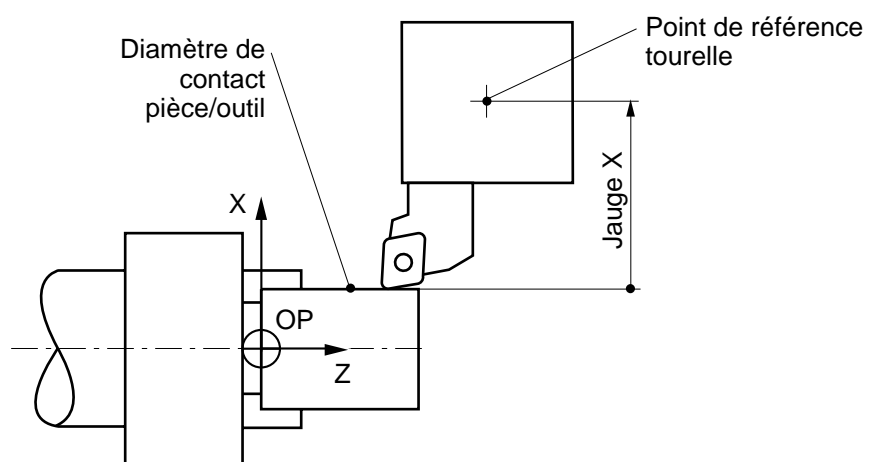 Diamètre de
contact
pièce/outil
Point de référence
tourelle
Jauge X
X
OP
Z